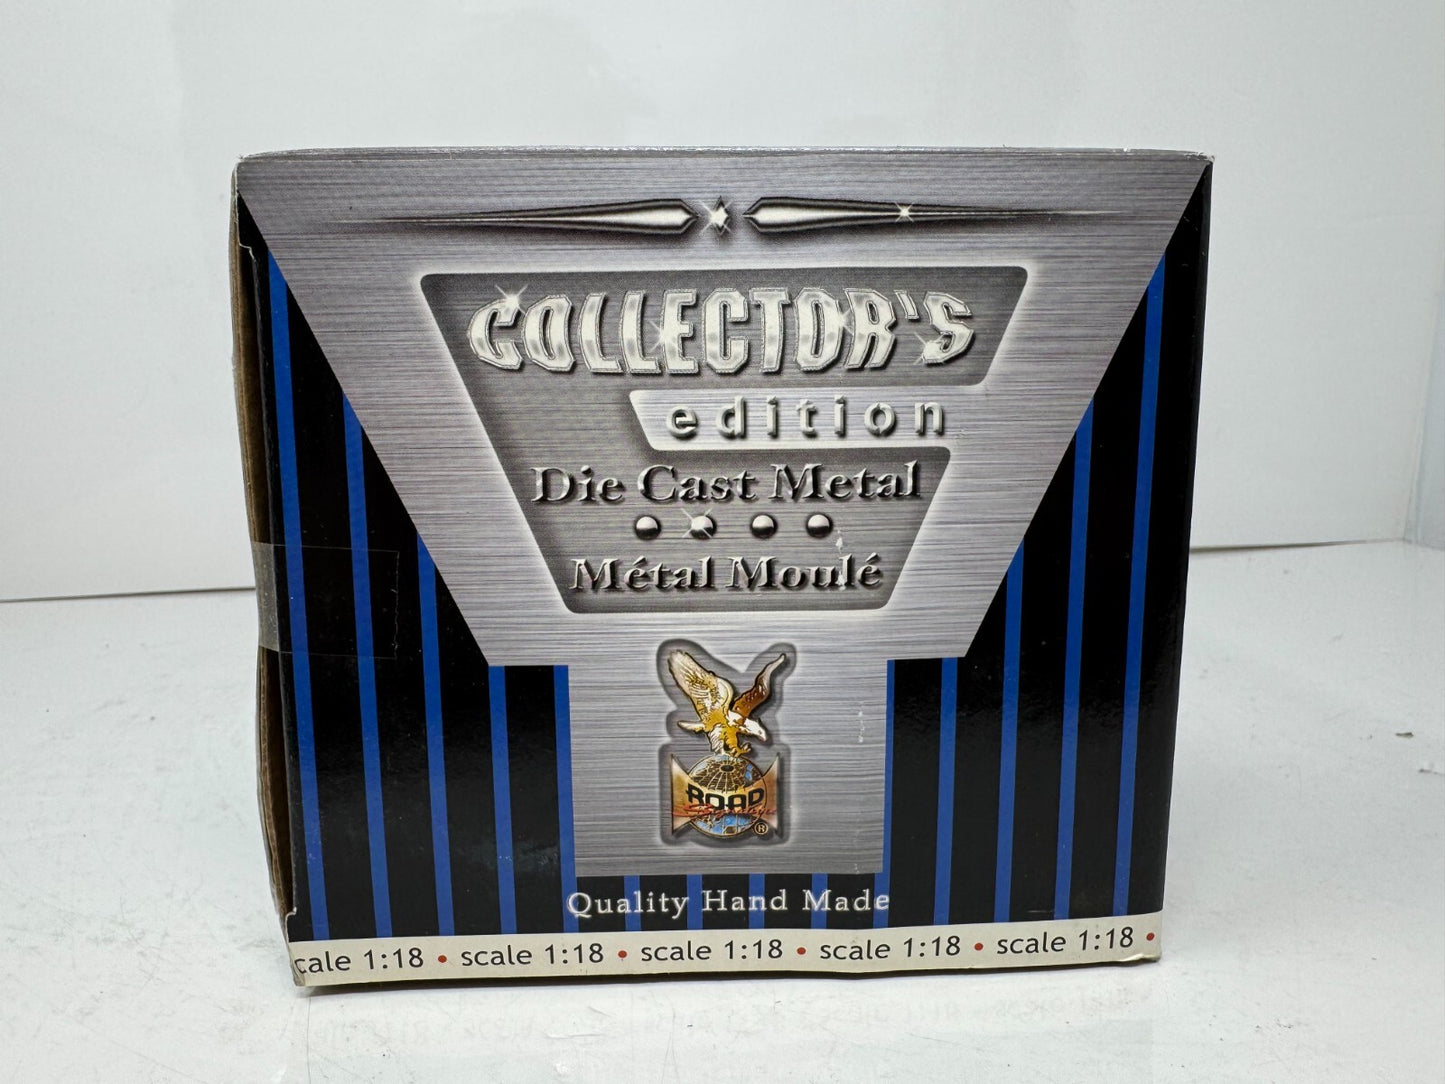 COLLECTOR'S
edition
Die Cast Metal
Métal Moulé
ROAD
Signature
®
Quality Hand Made
cale 1:18 • scale 1:18 • scale 1:18 • scale 1:18 • scale 1:18 •